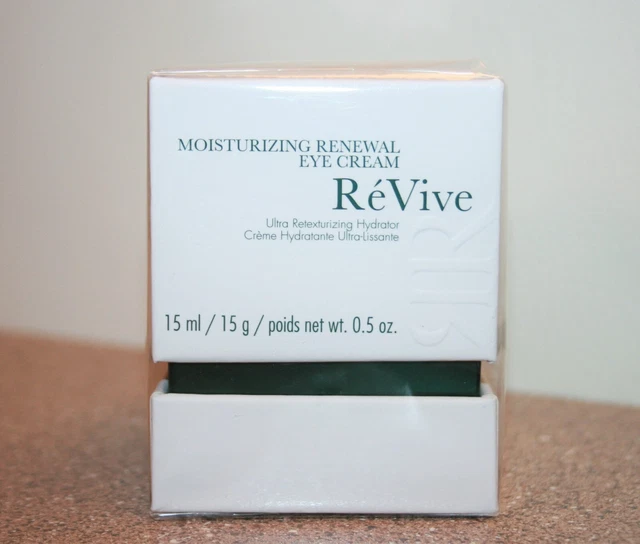 MOISTURIZING RENEWAL
EYE CREAM
RéVive
Ultra Retexturizing Hydrator
Crème Hydratante Ultra-Lissante
15 ml / 15 g / poids net wt. 0.5 oz.